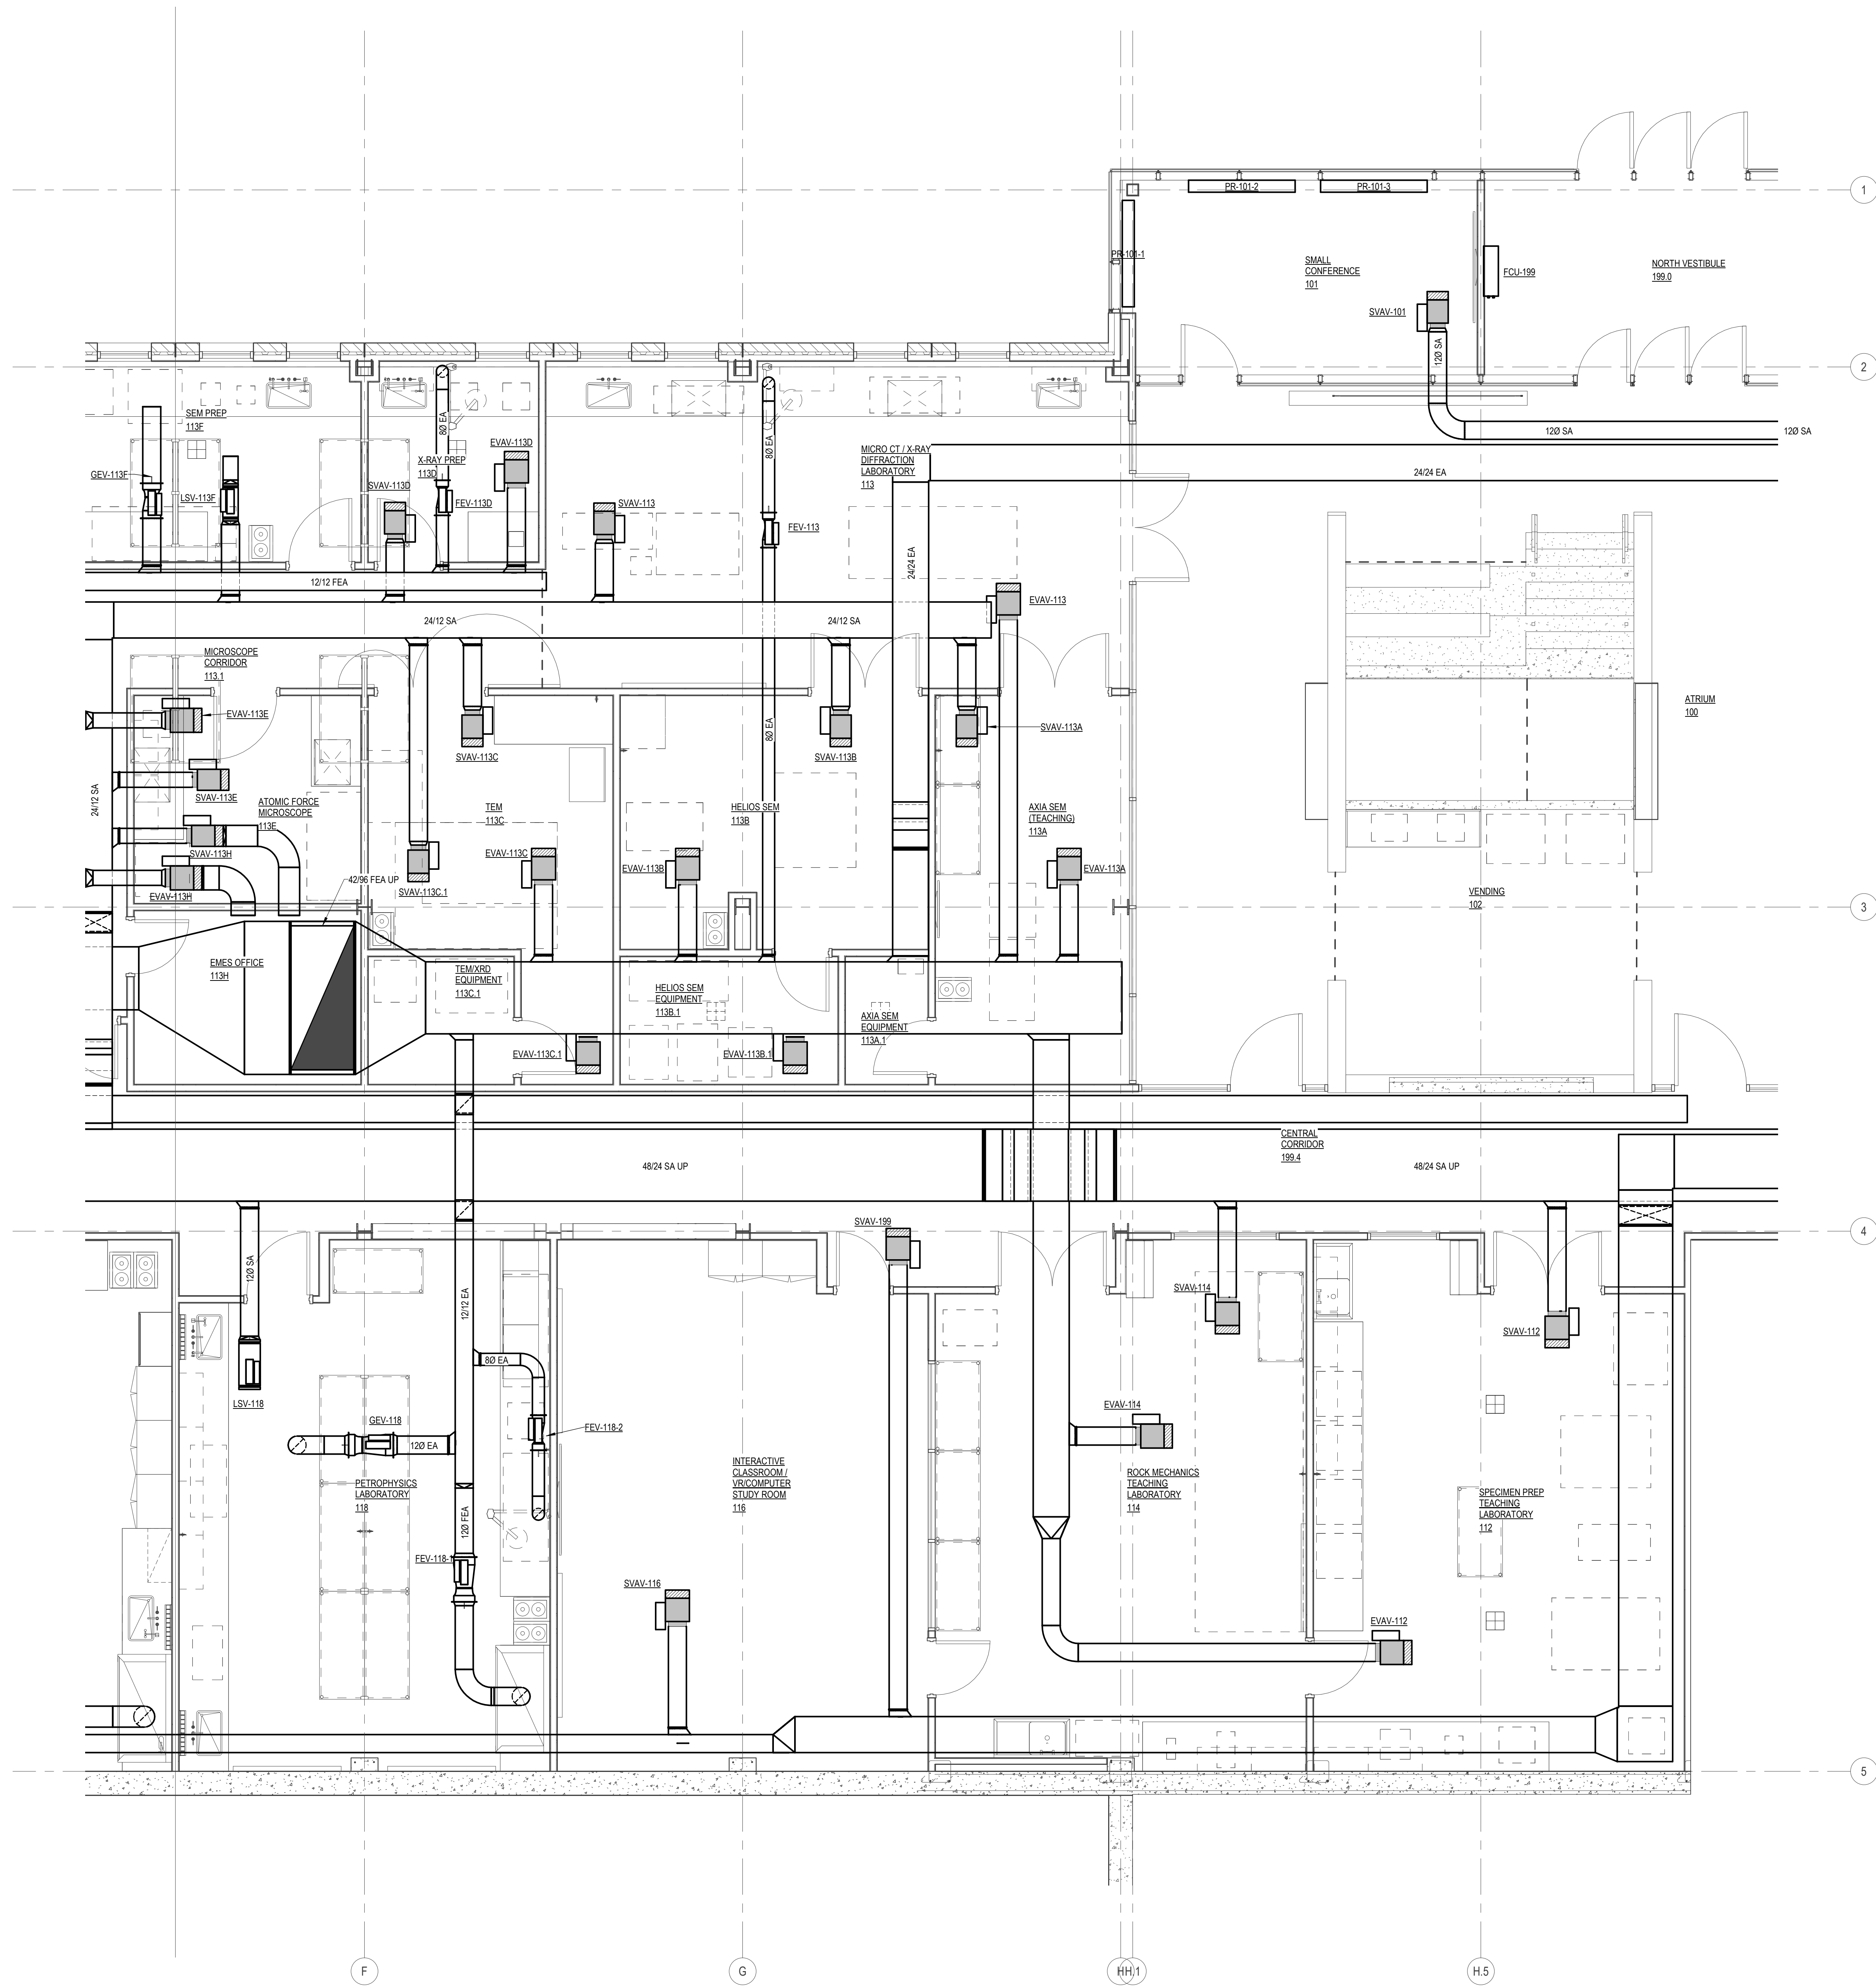 1
PR-101-2
PR-101-3
PR-101-1
SMALL
CONFERENCE
101
FCU-199
NORTH VESTIBULE
199.0
SVAV-101
12Ø SA
2
12Ø SA
12Ø SA
SEM PREP
113F
8Ø EA
X-RAY PREP
113D
EVAV-113D
8Ø EA
MICRO CT / X-RAY
DIFFRACTION
LABORATORY
113
24/24 EA
GEV-113F
LSV-113F
SVAV-113D
FEV-113D
SVAV-113
FEV-113
24/24 EA
12/12 FEA
EVAV-113
24/12 SA
24/12 SA
MICROSCOPE
CORRIDOR
113.1
EVAV-113E
8Ø EA
SVAV-113A
ATRIUM
100
SVAV-113C
SVAV-113B
24/12 SA
SVAV-113E
ATOMIC FORCE
MICROSCOPE
113E
TEM
113C
HELIOS SEM
113B
AXIA SEM
(TEACHING)
113A
SVAV-113H
EVAV-113C
EVAV-113B
EVAV-113A
42/96 FEA UP
SVAV-113C.1
EVAV-113H
VENDING
102
3
EMES OFFICE
113H
TEM/XRD
EQUIPMENT
113C.1
HELIOS SEM
EQUIPMENT
113B.1
AXIA SEM
EQUIPMENT
113A.1
EVAV-113C.1
EVAV-113B.1
CENTRAL
CORRIDOR
199.4
48/24 SA UP
48/24 SA UP
SVAV-199
4
12Ø SA
12/12 EA
SVAV-114
SVAV-112
8Ø EA
LSV-118
GEV-118
12Ø EA
FEV-118-2
EVAV-114
PETROPHYSICS
LABORATORY
118
INTERACTIVE
CLASSROOM /
VR/COMPUTER
STUDY ROOM
116
ROCK MECHANICS
TEACHING
LABORATORY
114
SPECIMEN PREP
TEACHING
LABORATORY
112
12Ø FEA
FEV-118-1
SVAV-116
EVAV-112
5
F
G
H
H.1
H.5